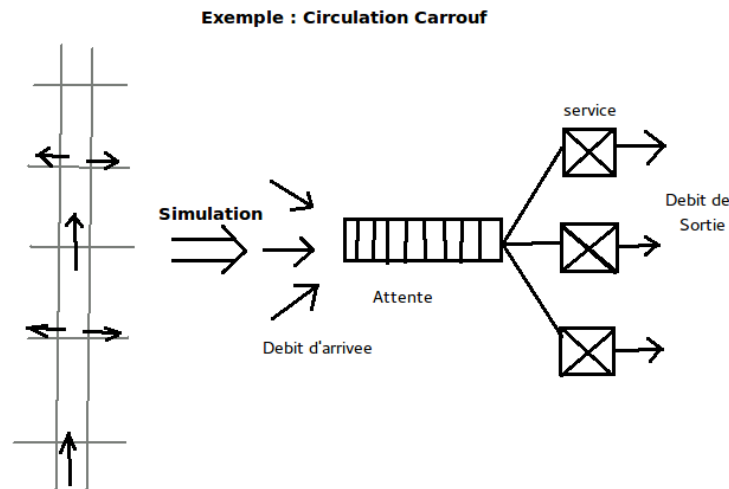 Exemple : Circulation Carrouf
service
Simulation
Debit de
Sortie
Attente
Debit d'arrivee